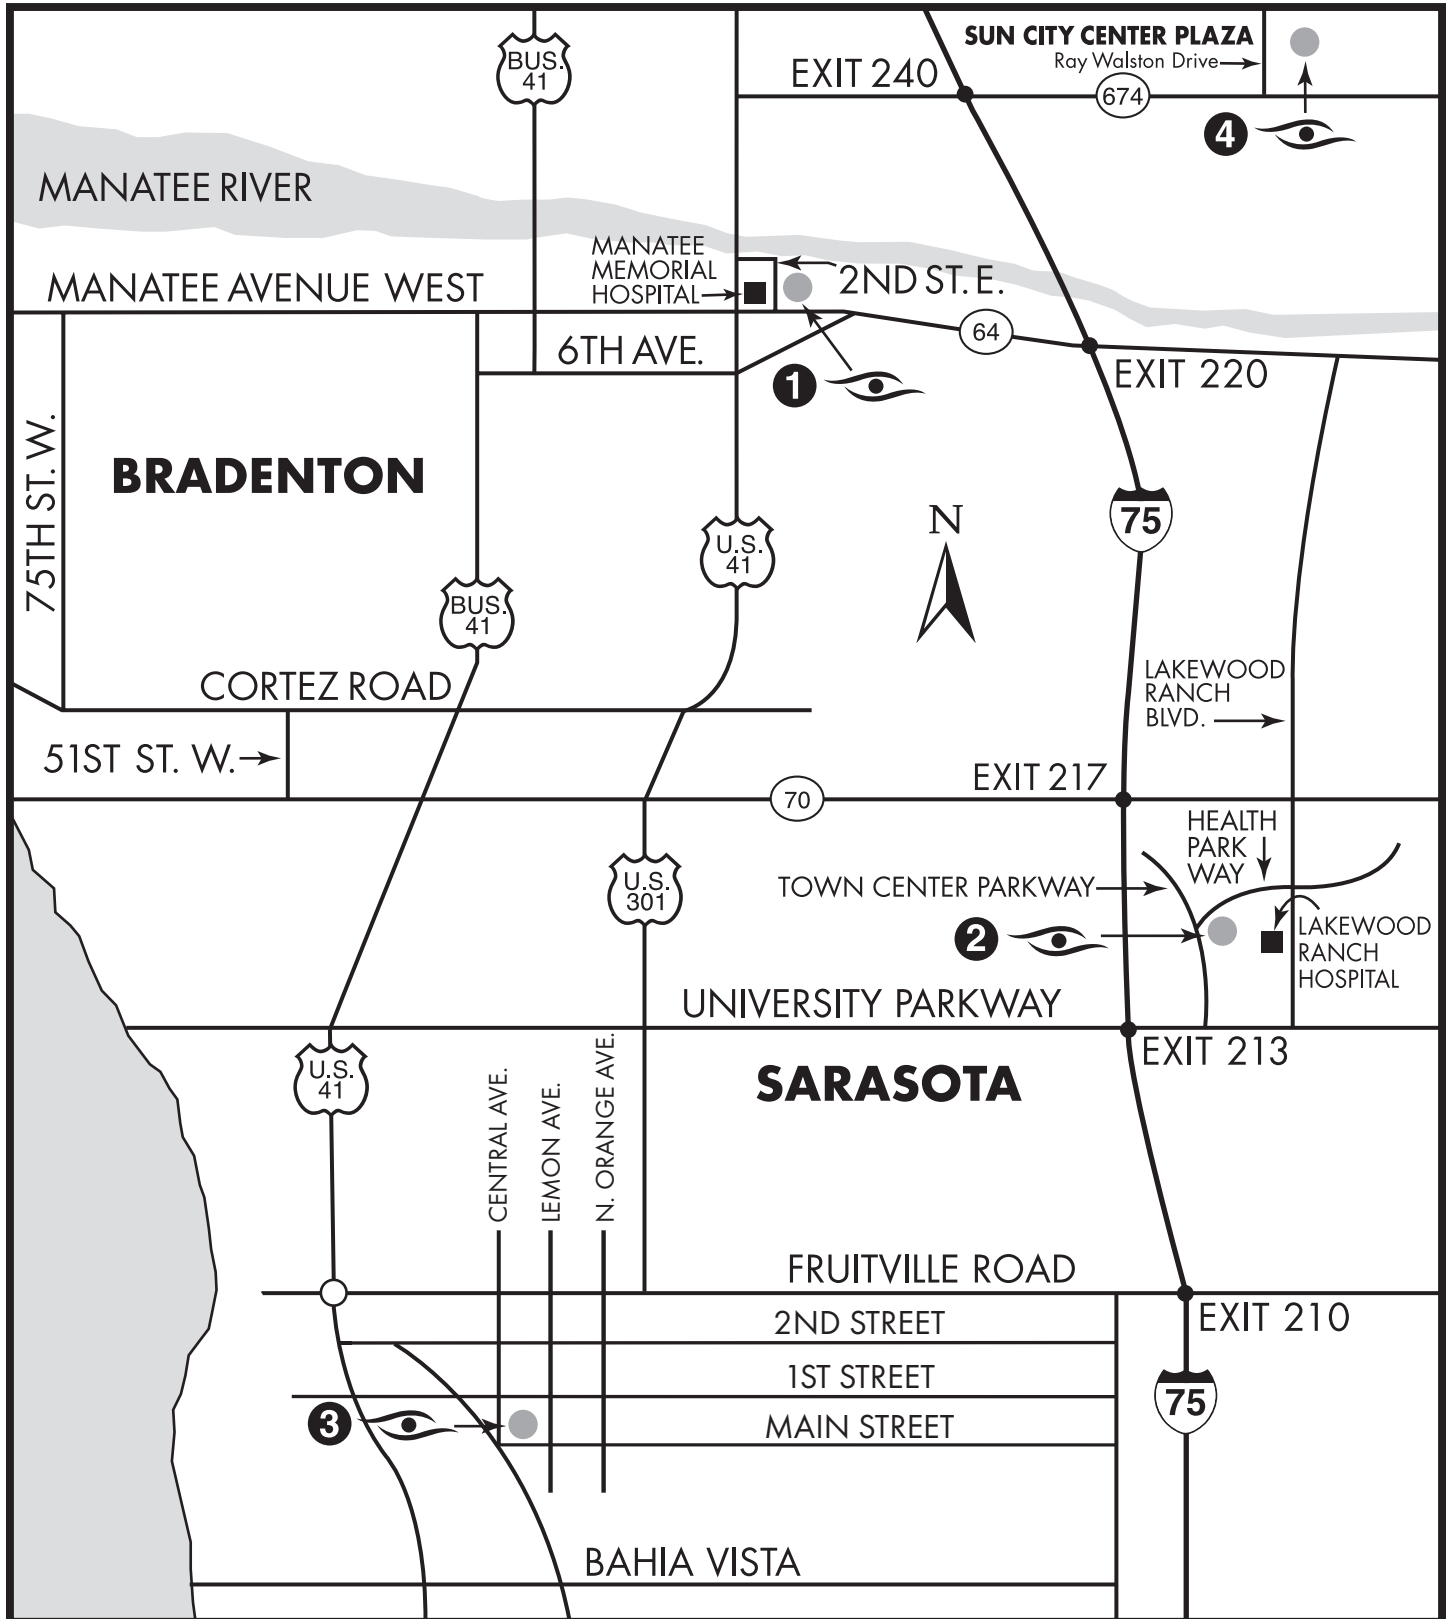 BUS.
41
EXIT 240
SUN CITY CENTER PLAZA
Ray Walston Drive
674
4
MANATEE RIVER
MANATEE
MEMORIAL
HOSPITAL
2ND ST. E.
MANATEE AVENUE WEST
64
6TH AVE.
EXIT 220
1
75TH ST. W.
BRADENTON
N
75
U.S.
41
BUS.
41
LAKEWOOD
RANCH
BLVD.
CORTEZ ROAD
51ST ST. W.
EXIT 217
70
HEALTH
PARK
WAY
U.S.
301
TOWN CENTER PARKWAY
2
LAKEWOOD
RANCH
HOSPITAL
UNIVERSITY PARKWAY
EXIT 213
U.S.
41
SARASOTA
CENTRAL AVE.
LEMON AVE.
N. ORANGE AVE.
FRUITVILLE ROAD
EXIT 210
2ND STREET
1ST STREET
75
3
MAIN STREET
BAHIA VISTA